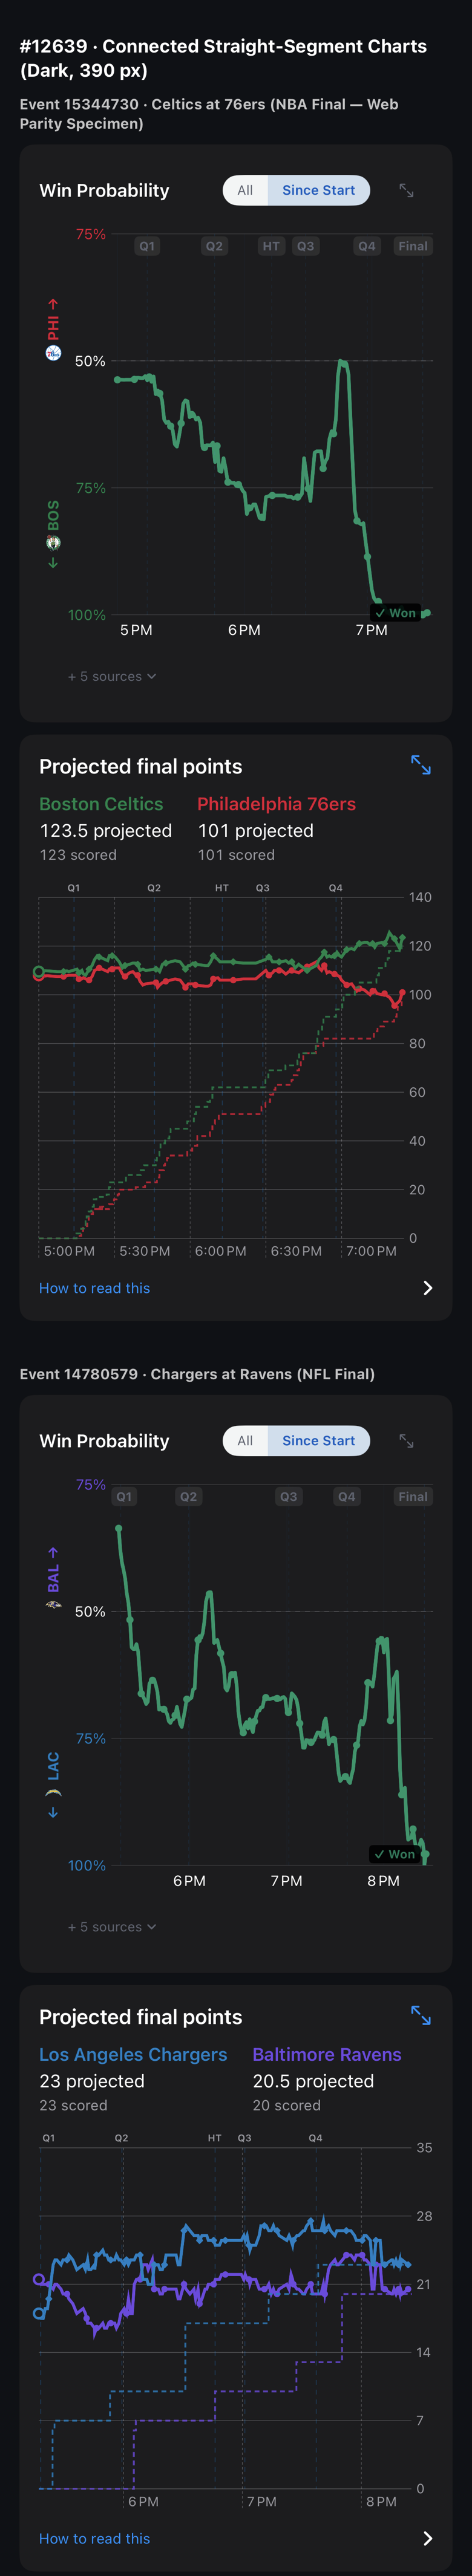 #12639 · Connected Straight-Segment Charts
(Dark, 390 px)
Event 15344730 · Celtics at 76ers (NBA Final — Web
Parity Specimen)
Win Probability
All
Since Start
75%
Q1
Q2
HT
Q3
Q4
Final
PHI →
50%
75%
← BOS
100%
✓ Won
5 PM
6 PM
7 PM
+ 5 sources
Projected final points
Boston Celtics
Philadelphia 76ers
123.5 projected
101 projected
123 scored
101 scored
Q1
Q2
HT
Q3
Q4
140
120
100
80
60
40
20
0
5:00 PM
5:30 PM
6:00 PM
6:30 PM
7:00 PM
How to read this
Event 14780579 · Chargers at Ravens (NFL Final)
Win Probability
All
Since Start
75%
Q1
Q2
Q3
Q4
Final
BAL →
50%
75%
← LAC
100%
✓ Won
6 PM
7 PM
8 PM
+ 5 sources
Projected final points
Los Angeles Chargers
Baltimore Ravens
23 projected
20.5 projected
23 scored
20 scored
Q1
Q2
HT
Q3
Q4
35
28
21
14
7
0
6 PM
7 PM
8 PM
How to read this